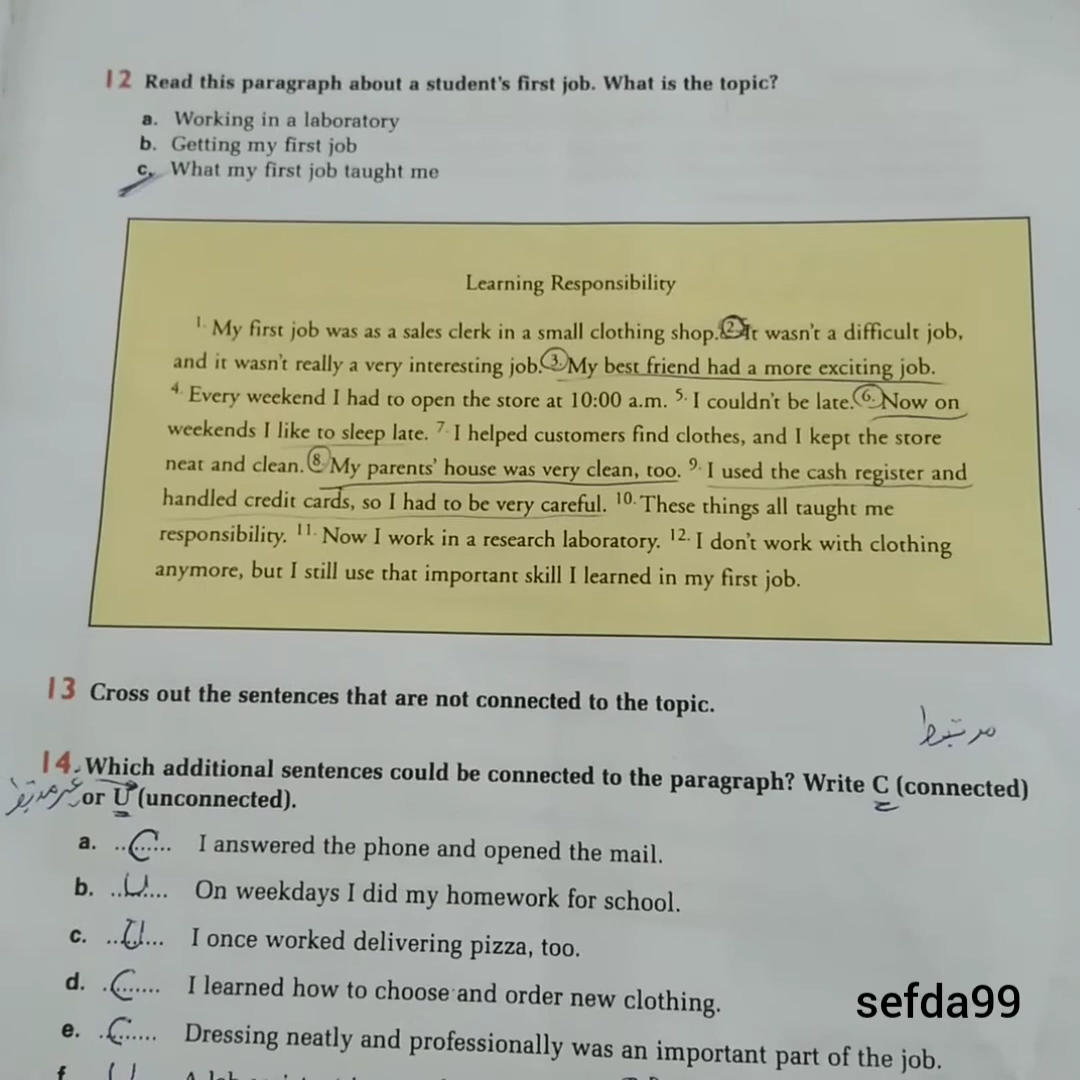 12 Read this paragraph about a student's first job. What is the topic?
a. Working in a laboratory
b. Getting my first job
c. What my first job taught me
Learning Responsibility
1. My first job was as a sales clerk in a small clothing shop. 2. It wasn't a difficult job,
and it wasn't really a very interesting job. 3. My best friend had a more exciting job.
4. Every weekend I had to open the store at 10:00 a.m. 5. I couldn't be late. 6. Now on
weekends I like to sleep late. 7. I helped customers find clothes, and I kept the store
neat and clean. 8. My parents' house was very clean, too. 9. I used the cash register and
handled credit cards, so I had to be very careful. 10. These things all taught me
responsibility. 11. Now I work in a research laboratory. 12. I don't work with clothing
anymore, but I still use that important skill I learned in my first job.
13 Cross out the sentences that are not connected to the topic.
مرتبط
14. Which additional sentences could be connected to the paragraph? Write C (connected)
غیر مرتبط or U (unconnected).
a. ..C..... I answered the phone and opened the mail.
b. ..U.... On weekdays I did my homework for school.
c. ..U... I once worked delivering pizza, too.
d. .C....... I learned how to choose and order new clothing.
e. .C...... Dressing neatly and professionally was an important part of the job.
sefda99